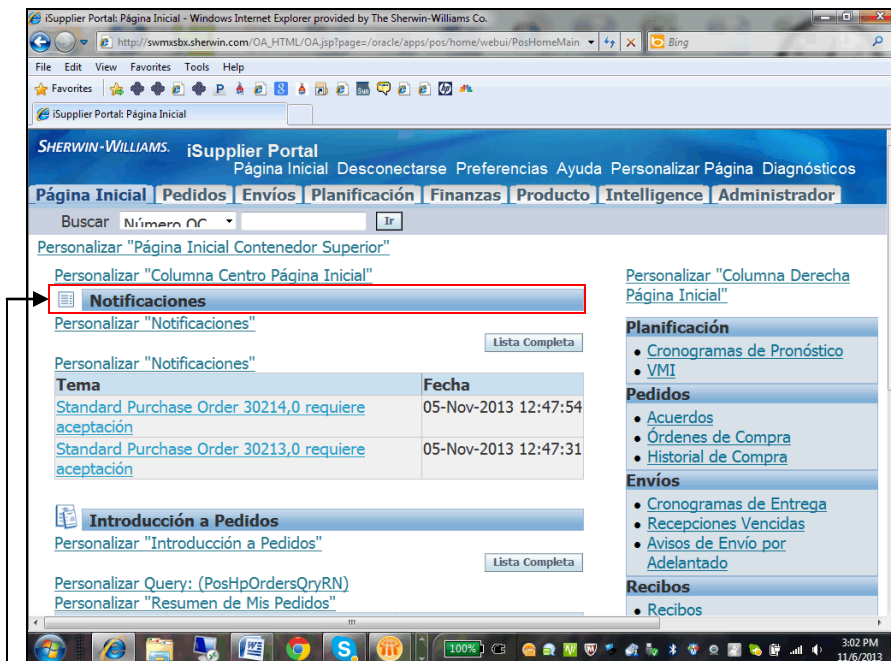 iSupplier Portal: Página Inicial - Windows Internet Explorer provided by The Sherwin-Williams Co.
http://swmxsbx.sherwin.com/OA_HTML/OA.jsp?page=/oracle/apps/pos/home/webui/PosHomeMain
Bing
File Edit View Favorites Tools Help
Favorites
iSupplier Portal: Página Inicial
SHERWIN-WILLIAMS. iSupplier Portal
Página Inicial Desconectarse Preferencias Ayuda Personalizar Página Diagnósticos
Página Inicial Pedidos Envíos Planificación Finanzas Producto Intelligence Administrador
Buscar Número OC Ir
Personalizar "Página Inicial Contenedor Superior"
Personalizar "Columna Centro Página Inicial"
Notificaciones
Personalizar "Notificaciones"
Lista Completa
Personalizar "Notificaciones"
Tema Fecha
Standard Purchase Order 30214,0 requiere
aceptación
05-Nov-2013 12:47:54
Standard Purchase Order 30213,0 requiere
aceptación
05-Nov-2013 12:47:31
Introducción a Pedidos
Personalizar "Introducción a Pedidos"
Lista Completa
Personalizar Query: (PosHpOrdersQryRN)
Personalizar "Resumen de Mis Pedidos"
Personalizar "Columna Derecha
Página Inicial"
Planificación
Cronogramas de Pronóstico
VMI
Pedidos
Acuerdos
Órdenes de Compra
Historial de Compra
Envíos
Cronogramas de Entrega
Recepciones Vencidas
Avisos de Envío por
Adelantado
Recibos
Recibos
100%
3:02 PM
11/6/2013